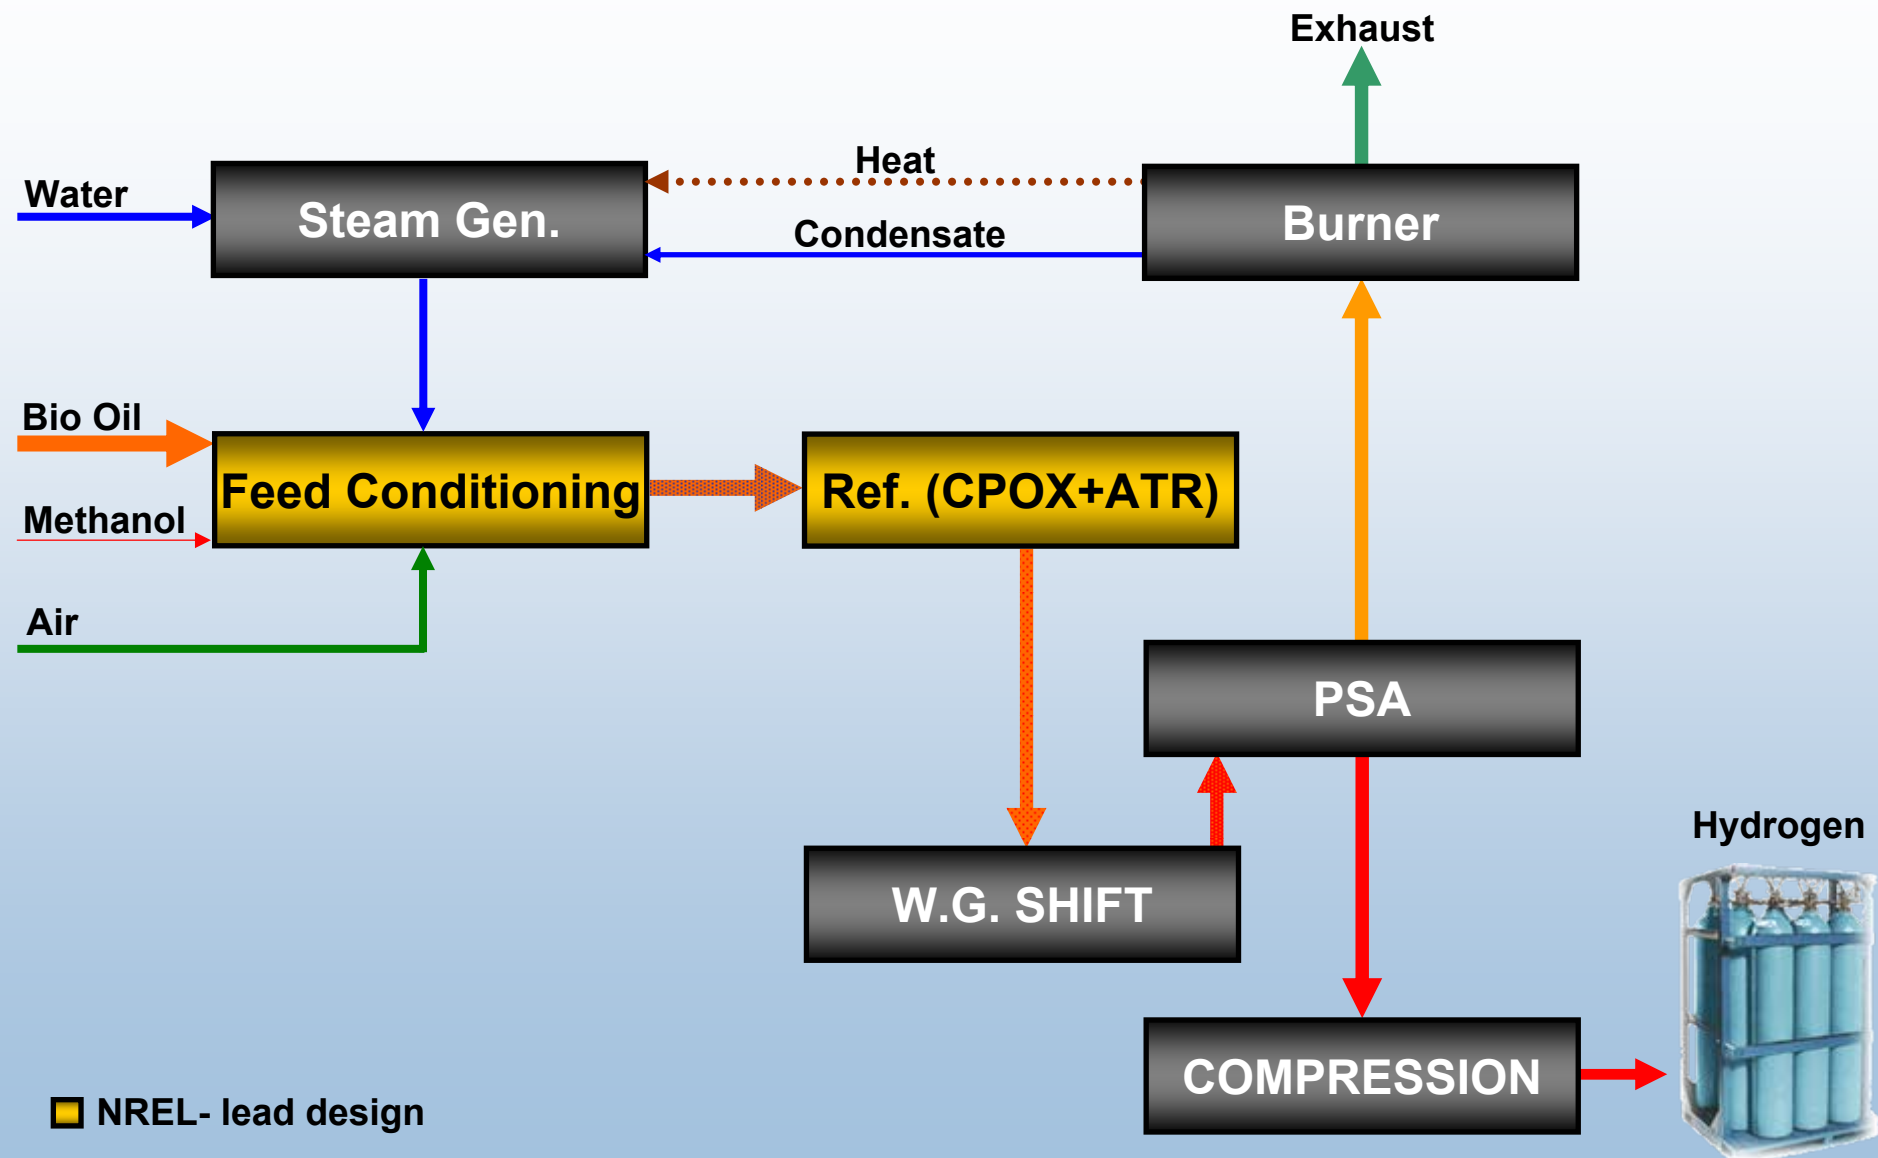 Exhaust
Heat
Water
Steam Gen.
Burner
Condensate
Bio Oil
Feed Conditioning
Ref. (CPOX+ATR)
Methanol
Air
PSA
Hydrogen
W.G. SHIFT
COMPRESSION
NREL- lead design